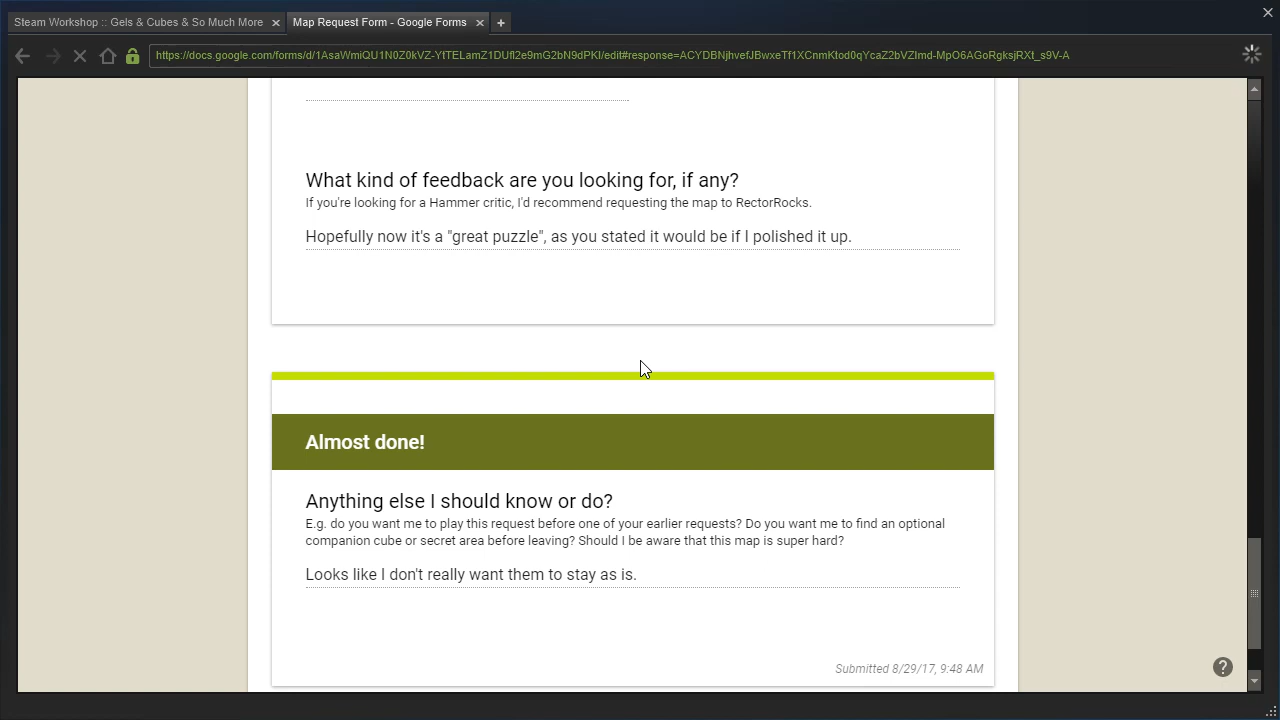 Steam Workshop :: Gels & Cubes & So Much More
Map Request Form - Google Forms
https://docs.google.com/forms/d/1AsaWmiQU1N0Z0kVZ-YtTELamZ1DUfl2e9mG2bN9dPKI/edit#response=ACYDBNjhvefJBwxeTf1XCnmKtod0qYcaZ2bVZImd-MpO6AGoRgksjRXt_s9V-A
What kind of feedback are you looking for, if any?
If you're looking for a Hammer critic, I'd recommend requesting the map to RectorRocks.
Hopefully now it's a "great puzzle", as you stated it would be if I polished it up.
Almost done!
Anything else I should know or do?
E.g. do you want me to play this request before one of your earlier requests? Do you want me to find an optional
companion cube or secret area before leaving? Should I be aware that this map is super hard?
Looks like I don't really want them to stay as is.
Submitted 8/29/17, 9:48 AM